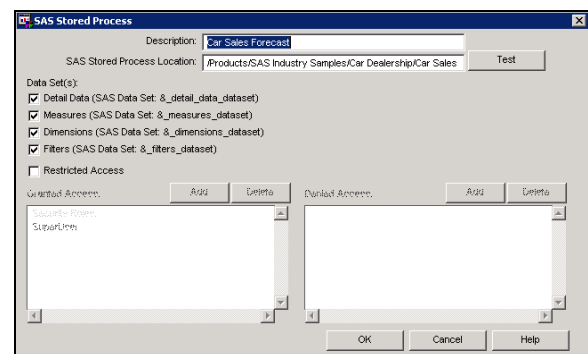 SAS Stored Process
Description: Car Sales Forecast
SAS Stored Process Location: /Products/SAS Industry Samples/Car Dealership/Car Sales Test
Data Set(s):
Detail Data (SAS Data Set: &_detail_data_dataset)
Measures (SAS Data Set: &_measures_dataset)
Dimensions (SAS Data Set: &_dimensions_dataset)
Filters (SAS Data Set: &_filters_dataset)
Restricted Access
Granted Access: Add Delete Denied Access: Add Delete
Security Roles:
SuperUser
OK Cancel Help